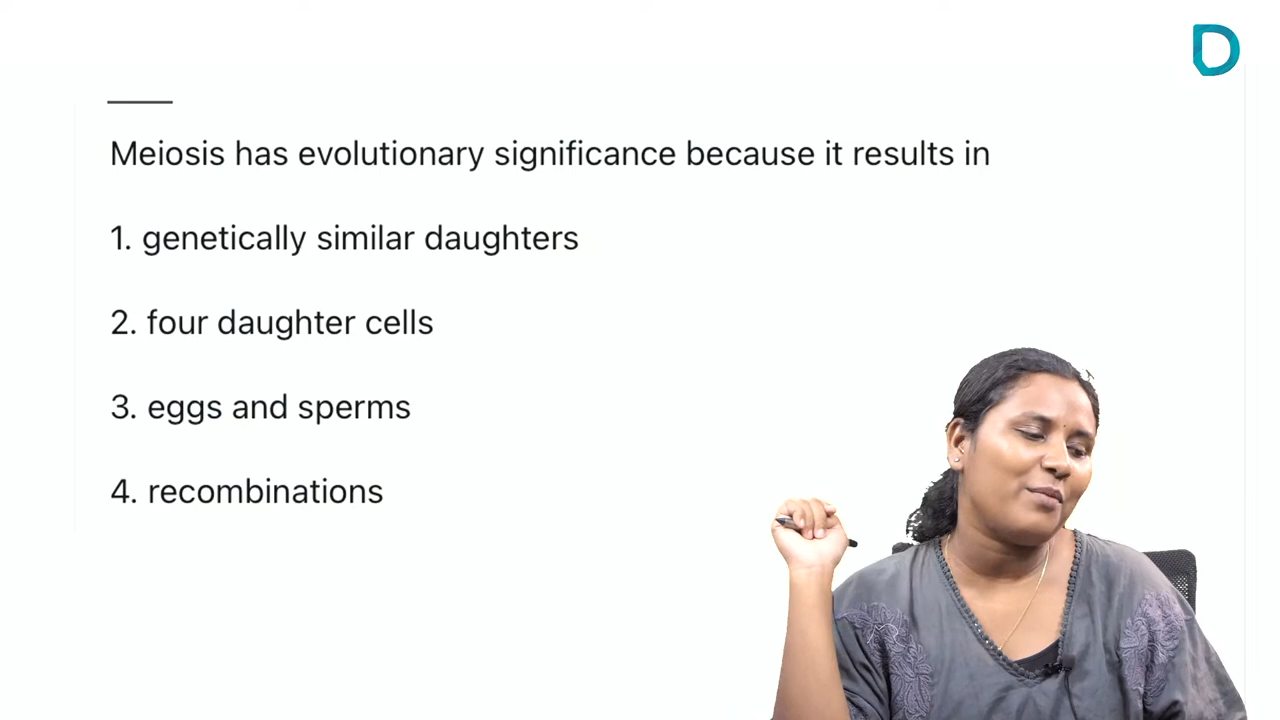 Meiosis has evolutionary significance because it results in
1. genetically similar daughters
2. four daughter cells
3. eggs and sperms
4. recombinations